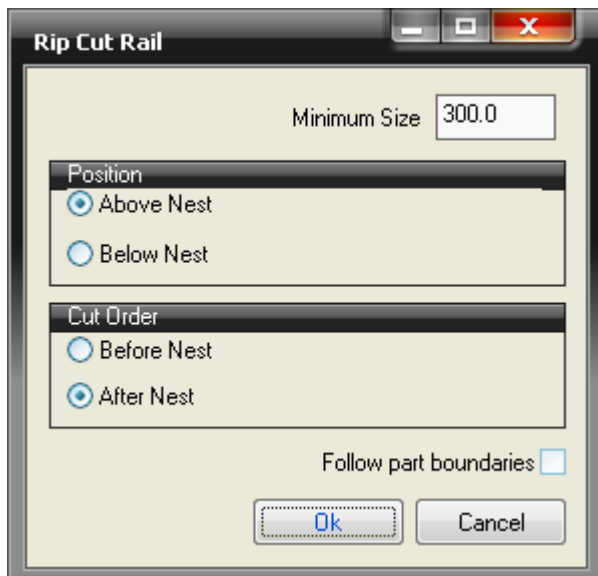 Rip Cut Rail
Minimum Size 300.0
Position
Above Nest
Below Nest
Cut Order
Before Nest
After Nest
Follow part boundaries
Ok Cancel